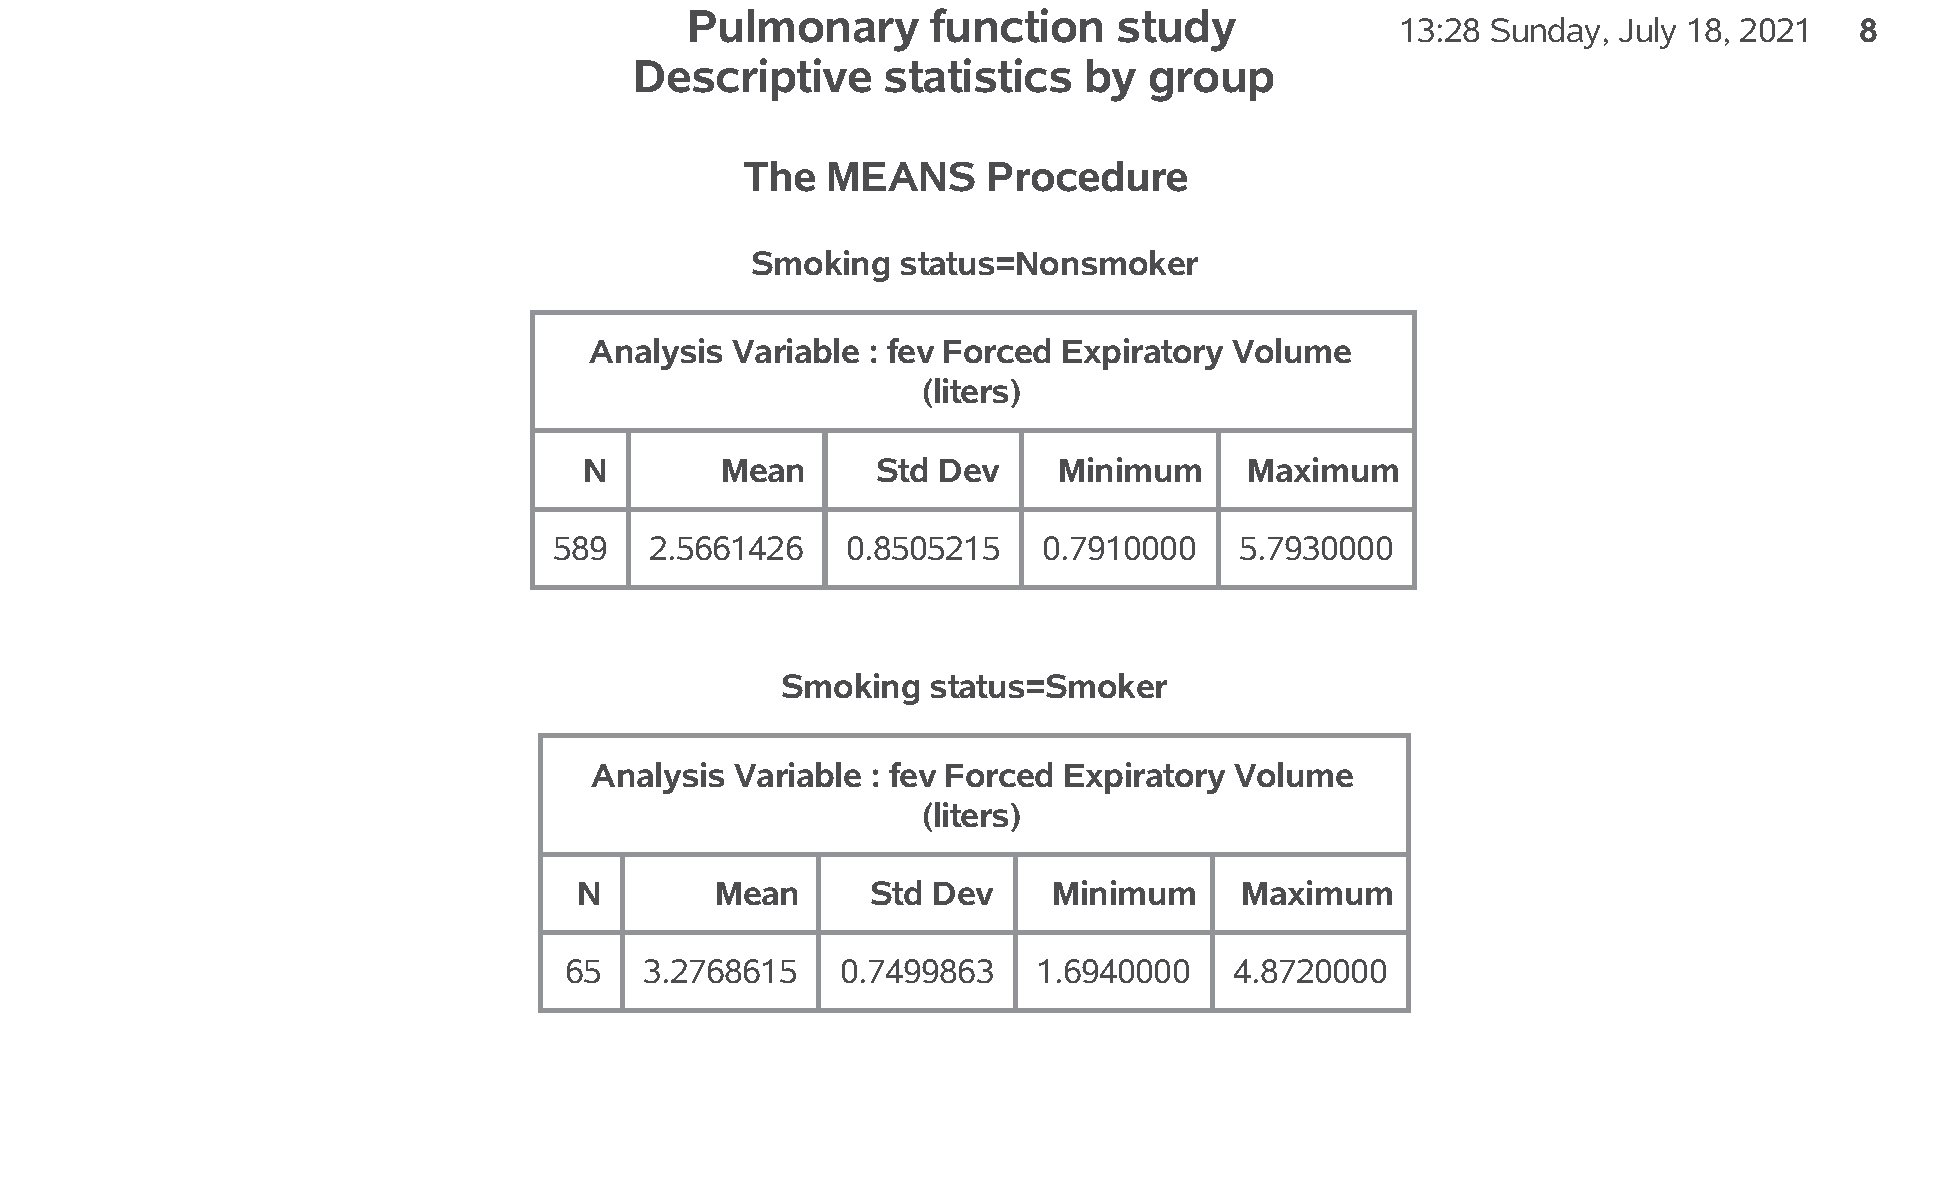 Pulmonary function study 13:28 Sunday, July 18, 2021 8
Descriptive statistics by group
The MEANS Procedure
Smoking status=Nonsmoker
Analysis Variable : fev Forced Expiratory Volume
(liters)
N Mean Std Dev Minimum Maximum
589 2.5661426 0.8505215 0.7910000 5.7930000
Smoking status=Smoker
Analysis Variable : fev Forced Expiratory Volume
(liters)
N Mean Std Dev Minimum Maximum
65 3.2768615 0.7499863 1.6940000 4.8720000